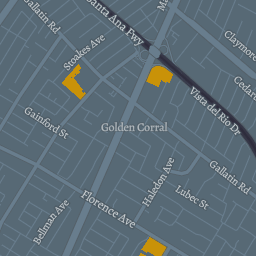 Gallatin Rd
Santa Ana Fwy
Claymore
Stoakes Ave
Cedar
Vista del Rio Dr
Gainford St
Golden Corral
Gallatin Rd
Haledon Ave
Lubec St
Florence Ave
Bellman Ave